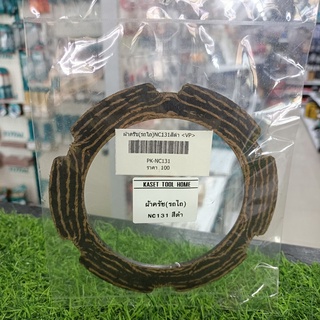 ผ้าครัช(รถไถ)NC131สีดำ <VP>
PK-NC131
ราคา 100
KASET TOOL HOME
ผ้าครัช(รถไถ)
NC131 สีดำ